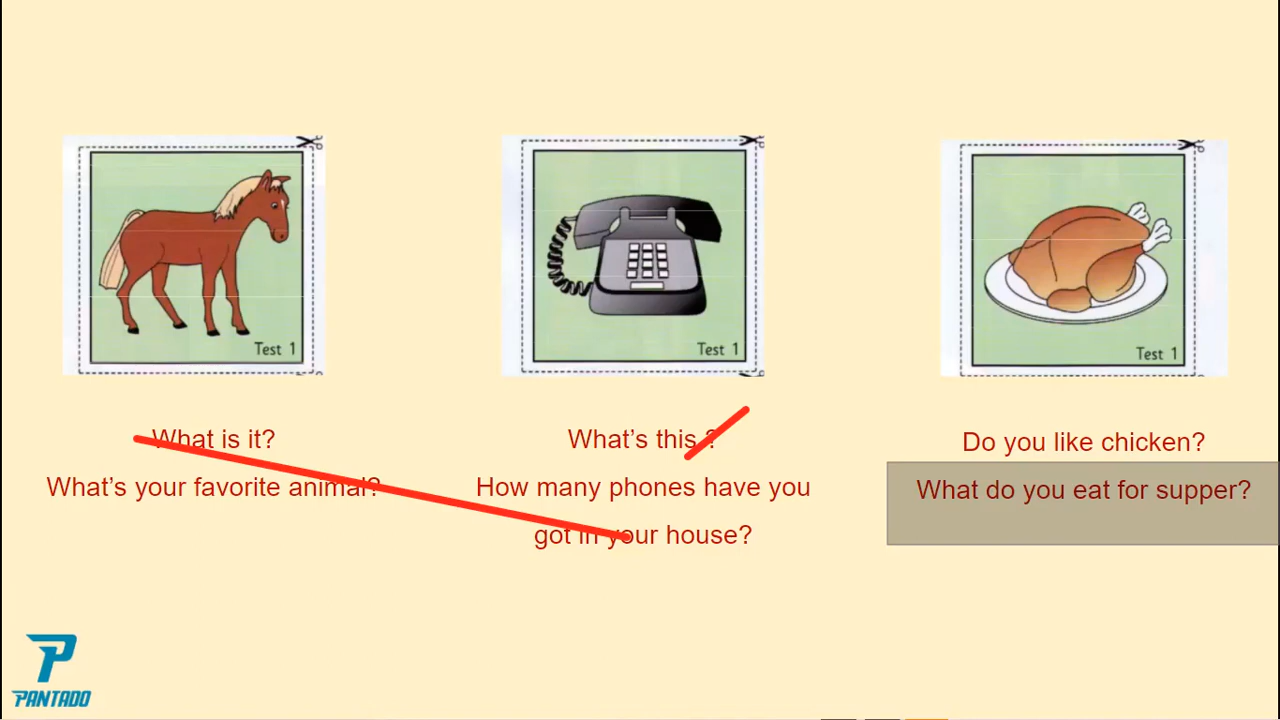 Test 1
Test 1
Test 1
What is it?
What's your favorite animal?
What's this ?
How many phones have you
got in your house?
Do you like chicken?
What do you eat for supper?
PANTADO